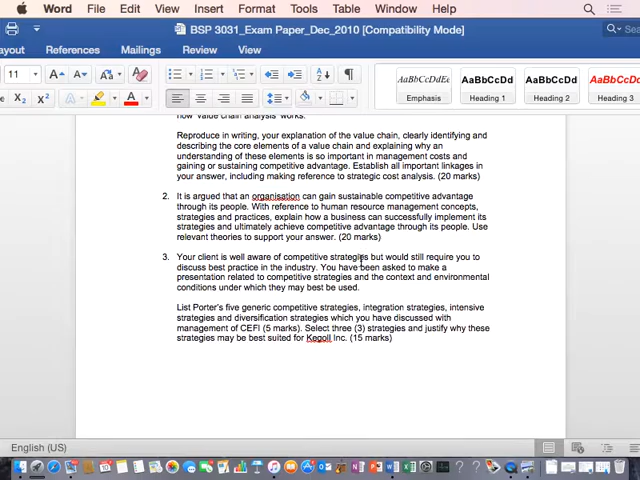 Word File Edit View Insert Format Tools Table Window Help
BSP 3031_Exam Paper_Dec_2010 [Compatibility Mode]
Sea
ayout References Mailings Review View
11 A A Aa
AaBbCcDdEe AaBbCcDd AaBbCcDd AaBbCcDd
X2 X2 A A Emphasis Heading 1 Heading 2 Heading 3
how 'value chain analysis' works.
Reproduce in writing, your explanation of the value chain, clearly identifying and
describing the core elements of a value chain and explaining why an
understanding of these elements is so important in management costs and
gaining or sustaining competitive advantage. Establish all important linkages in
your answer, including making reference to strategic cost analysis. (20 marks)
2. It is argued that an organisation can gain sustainable competitive advantage
through its people. With reference to human resource management concepts,
strategies and practices, explain how a business can successfully implement its
strategies and ultimately achieve competitive advantage through its people. Use
relevant theories to support your answer. (20 marks)
3. Your client is well aware of competitive strategies but would still require you to
discuss best practice in the industry. You have been asked to make a
presentation related to competitive strategies and the context and environmental
conditions under which they may best be used.
List Porter's five generic competitive strategies, integration strategies, intensive
strategies and diversification strategies which you have discussed with
management of CEFI (5 marks). Select three (3) strategies and justify why these
strategies may be best suited for Kegoll Inc. (15 marks)
English (US)